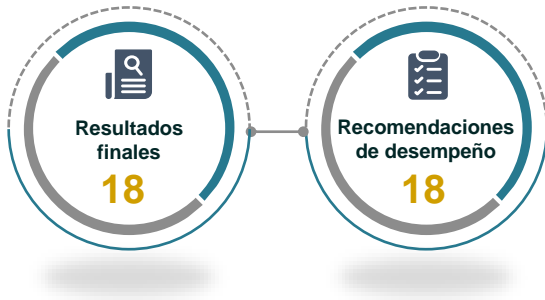 Resultados
finales
18
Recomendaciones
de desempeño
18